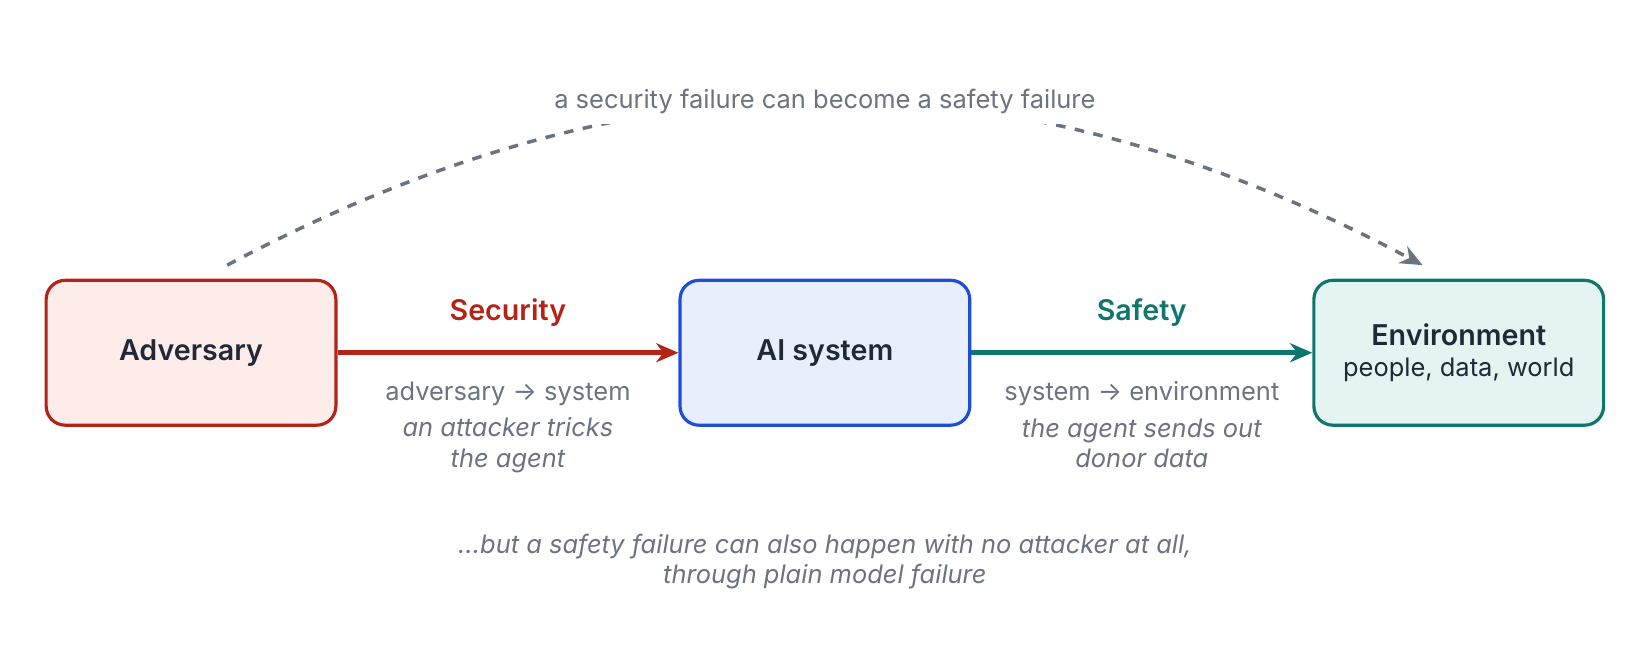 a security failure can become a safety failure
Adversary
Security
adversary → system
an attacker tricks
the agent
AI system
Safety
system → environment
the agent sends out
donor data
Environment
people, data, world
...but a safety failure can also happen with no attacker at all,
through plain model failure